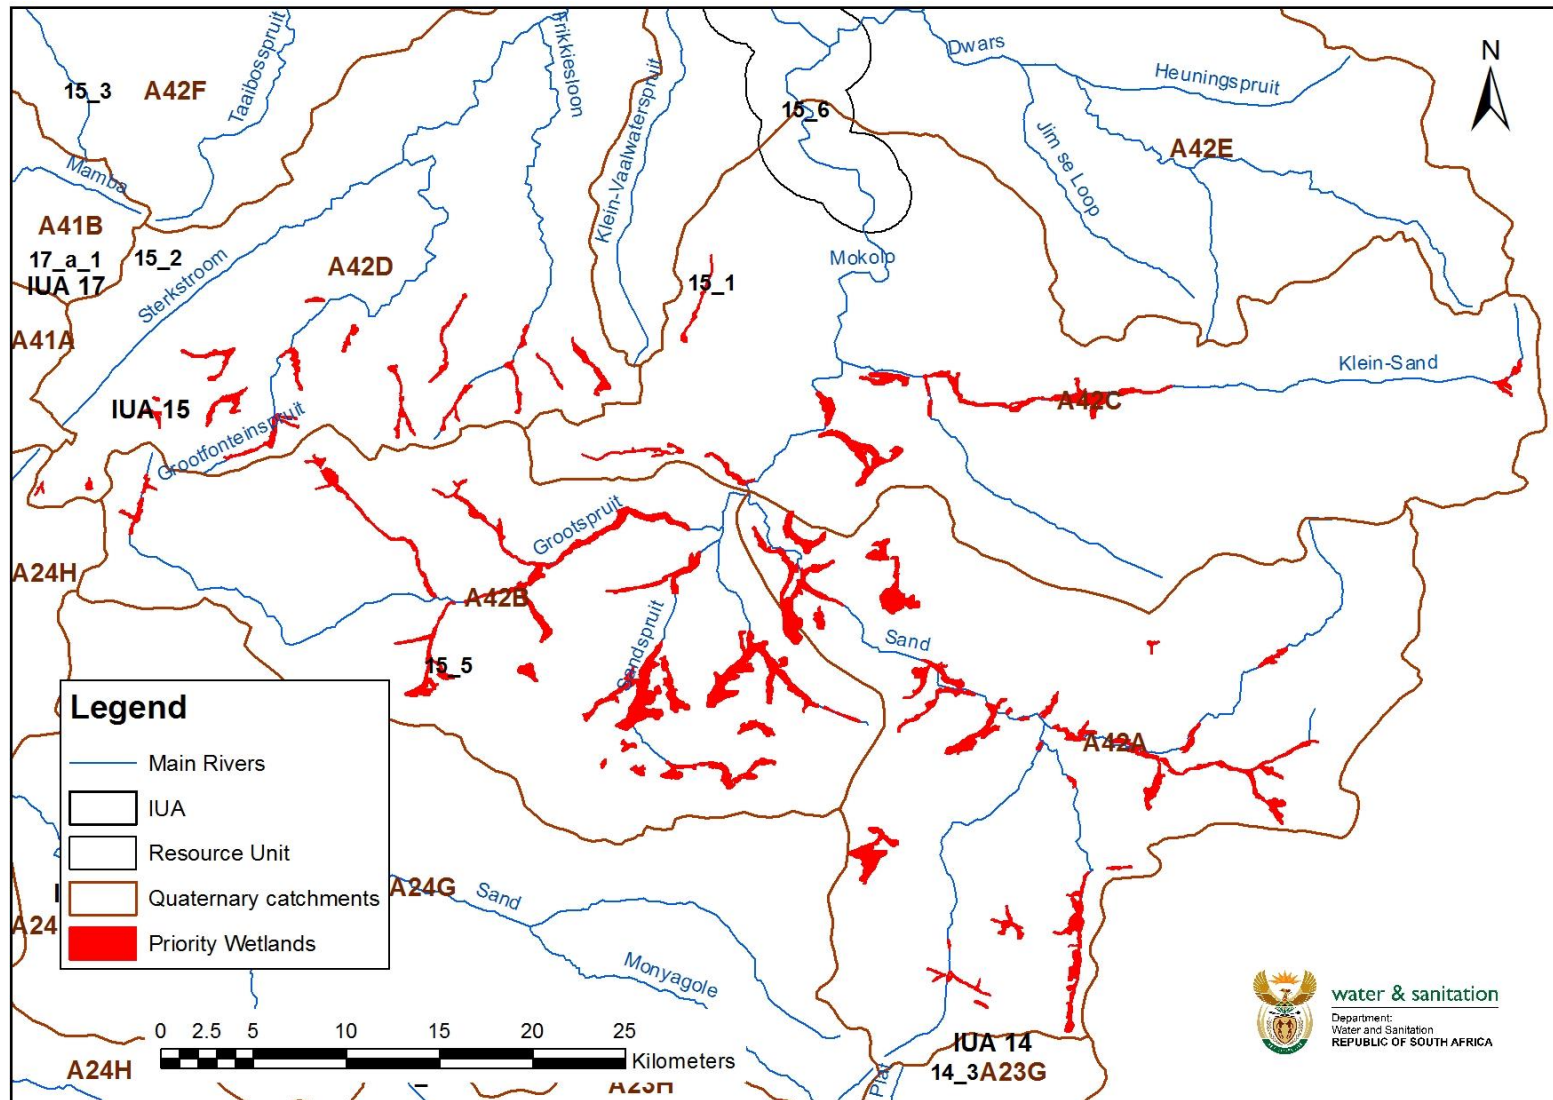 Dwars
Frikkiesloon
Taaibosspruit
Heuningspruit
N
15_3
A42F
15_6
Klein-Vaalwaterspruit
Jim se Loop
A42E
Mamba
A41B
17_a_1
IUA 17
15_2
A42D
Mokolo
Sterkstroom
15_1
A41A
Klein-Sand
IUA 15
A42C
Grootfonteinspruit
Grootspruit
A24H
A42B
Sandspruit
Sand
15_5
A42A
Legend
Main Rivers
IUA
Resource Unit
Quaternary catchments
Priority Wetlands
A24G
Sand
A24
Monyagole
0 2.5 5 10 15 20 25
Kilometers
A24H
A23H
IUA 14
14_3
A23G
Plat
water & sanitation
Department:
Water and Sanitation
REPUBLIC OF SOUTH AFRICA